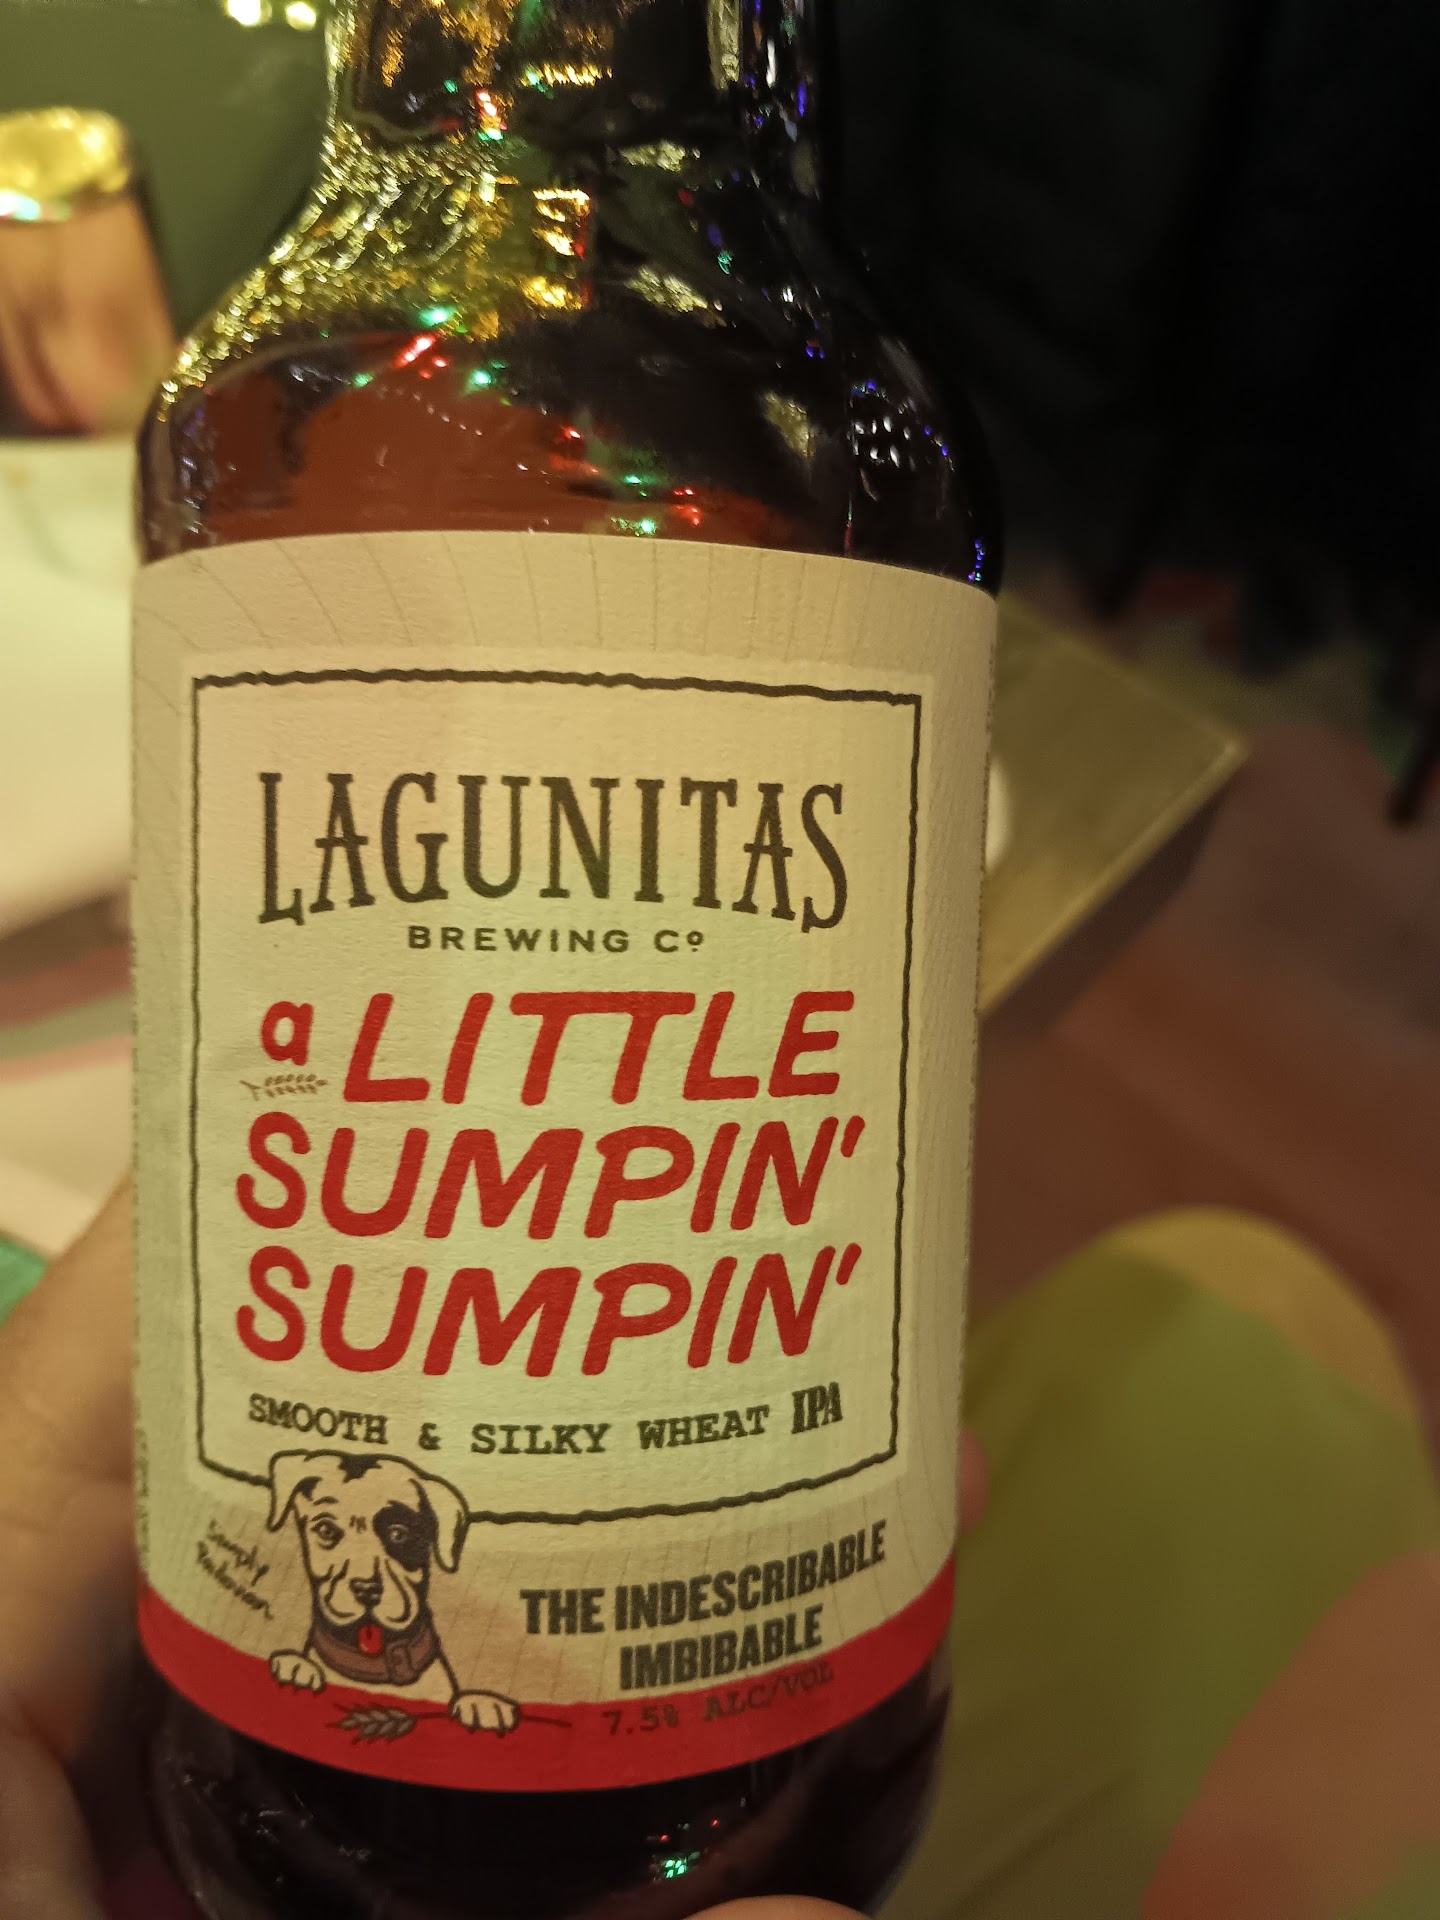 LAGUNITAS
BREWING Cº
a LITTLE
SUMPIN'
SUMPIN'
SMOOTH & SILKY WHEAT IPA
THE INDESCRIBABLE
IMBIBABLE
7.5% ALC/VOL